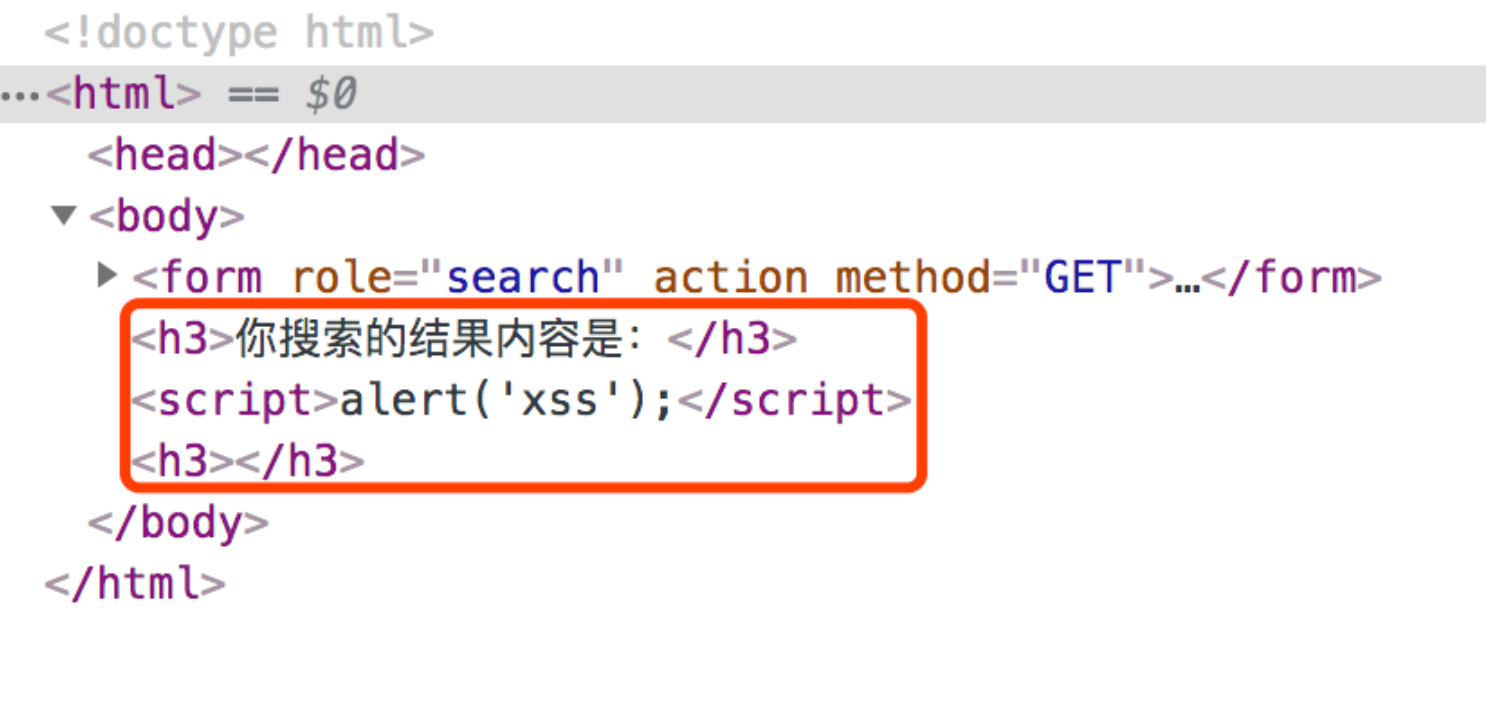 <!doctype html>
…<html> == $0
<head></head>
▼<body>
▶<form role="search" action method="GET">…</form>
<h3>你搜索的结果内容是：</h3>
<script>alert('xss');</script>
<h3></h3>
</body>
</html>